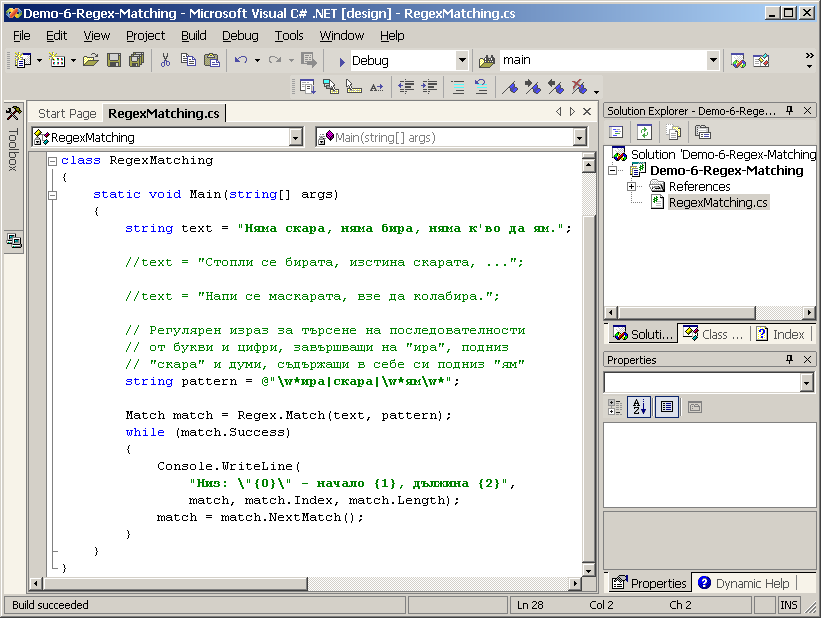 Demo-6-Regex-Matching - Microsoft Visual C# .NET [design] - RegexMatching.cs
File Edit View Project Build Debug Tools Window Help
Debug main
Toolbox
Start Page RegexMatching.cs
RegexMatching Main(string[] args)
class RegexMatching
{
static void Main(string[] args)
{
string text = "Няма скара, няма бира, няма к'во да ям.";
//text = "Стопли се бирата, изстина скарата, ...";
//text = "Напи се маскарата, взе да колабира.";
// Регулярен израз за търсене на последователности
// от букви и цифри, завършващи на "ира", подниз
// "скара" и думи, съдържащи в себе си подниз "ям"
string pattern = @"\w*ира|скара|\w*ям\w*";
Match match = Regex.Match(text, pattern);
while (match.Success)
{
Console.WriteLine(
"Низ: \"{0}\" - начало {1}, дължина {2}",
match, match.Index, match.Length);
match = match.NextMatch();
}
}
}
Solution Explorer - Demo-6-Rege...
Solution 'Demo-6-Regex-Matching
Demo-6-Regex-Matching
References
RegexMatching.cs
Soluti... Class ... Index
Properties
Properties Dynamic Help
Build succeeded Ln 28 Col 2 Ch 2 INS